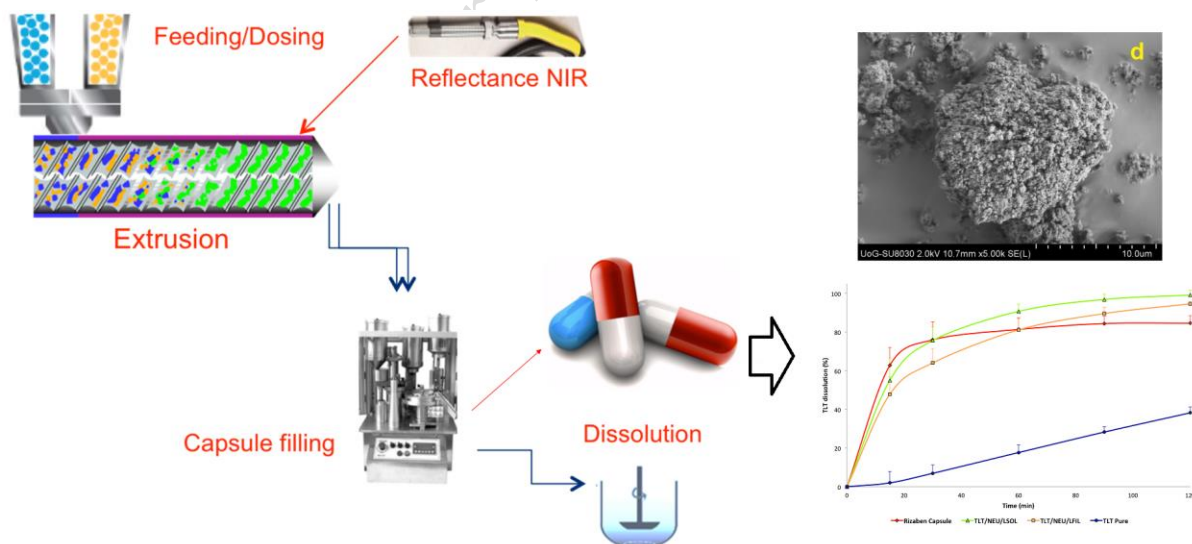 Feeding/Dosing
Reflectance NIR
Extrusion
Capsule filling
Dissolution
d
UoG-SU8030 2.0kV 10.7mm x5.00k SE(L)
10.0um
TLT dissolution (%)
100
80
60
40
20
0
0
20
40
60
80
100
120
Time (min)
Rizaben Capsule
TLT/NEU/LSOL
TLT/NEU/LFIL
TLT Pure